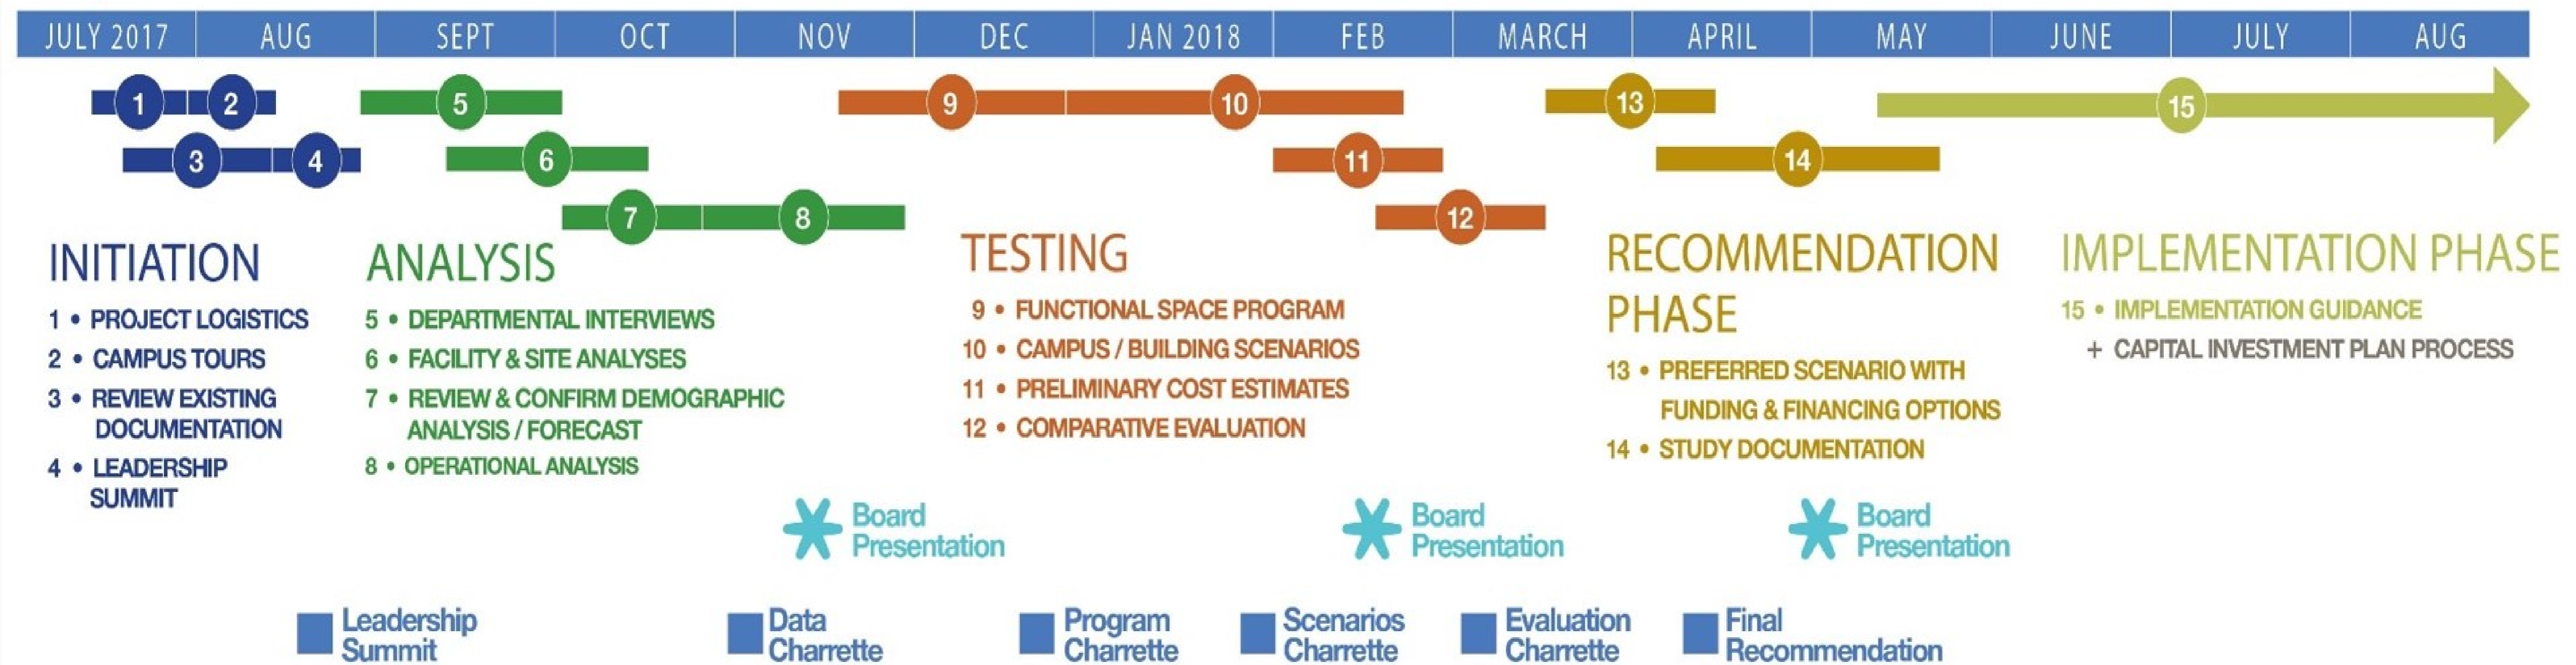 JULY 2017 AUG SEPT OCT NOV DEC JAN 2018 FEB MARCH APRIL MAY JUNE JULY AUG
1 2 5 9 10 13 15
3 4 6 11 14
7 8 12
INITIATION
1 • PROJECT LOGISTICS
2 • CAMPUS TOURS
3 • REVIEW EXISTING
DOCUMENTATION
4 • LEADERSHIP
SUMMIT
ANALYSIS
5 • DEPARTMENTAL INTERVIEWS
6 • FACILITY & SITE ANALYSES
7 • REVIEW & CONFIRM DEMOGRAPHIC
ANALYSIS / FORECAST
8 • OPERATIONAL ANALYSIS
TESTING
9 • FUNCTIONAL SPACE PROGRAM
10 • CAMPUS / BUILDING SCENARIOS
11 • PRELIMINARY COST ESTIMATES
12 • COMPARATIVE EVALUATION
RECOMMENDATION
PHASE
13 • PREFERRED SCENARIO WITH
FUNDING & FINANCING OPTIONS
14 • STUDY DOCUMENTATION
IMPLEMENTATION PHASE
15 • IMPLEMENTATION GUIDANCE
+ CAPITAL INVESTMENT PLAN PROCESS
Board
Presentation
Board
Presentation
Board
Presentation
Leadership
Summit
Data
Charrette
Program
Charrette
Scenarios
Charrette
Evaluation
Charrette
Final
Recommendation